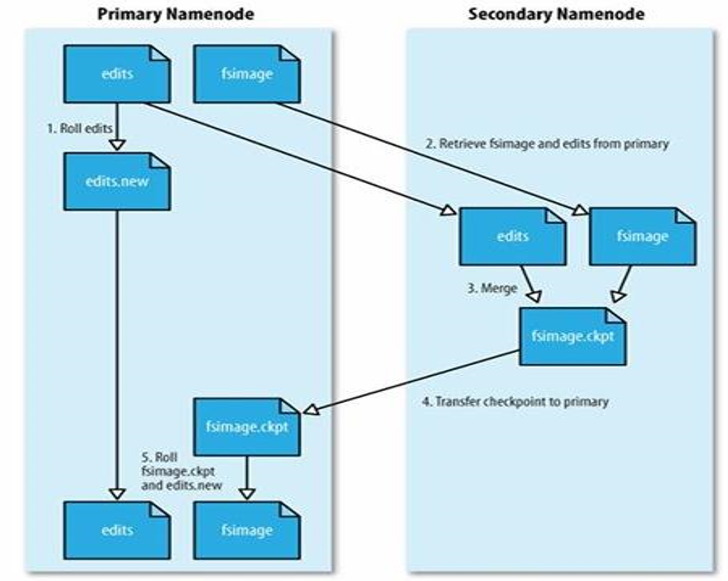 Primary Namenode
Secondary Namenode
edits
fsimage
1. Roll edits
2. Retrieve fsimage and edits from primary
edits.new
edits
fsimage
3. Merge
fsimage.ckpt
4. Transfer checkpoint to primary
fsimage.ckpt
5. Roll
fsimage.ckpt
and edits.new
edits
fsimage